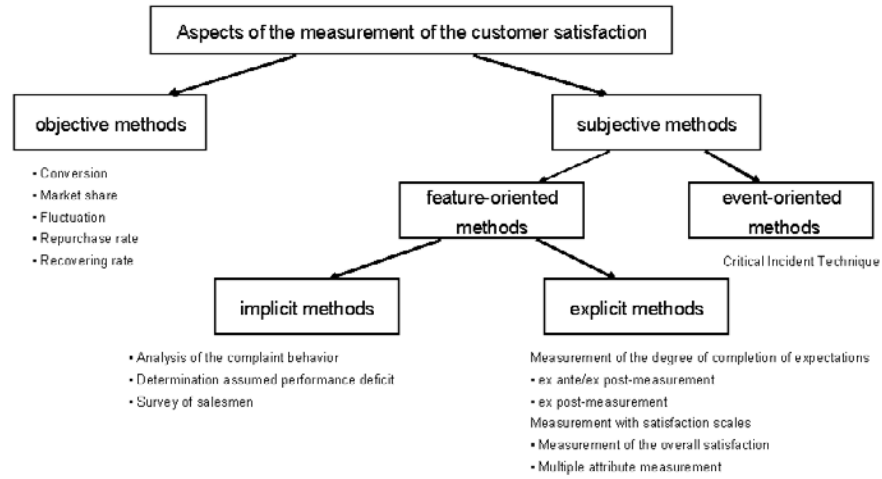 Aspects of the measurement of the customer satisfaction
objective methods
• Conversion
• Market share
• Fluctuation
• Repurchase rate
• Recovering rate
subjective methods
feature-oriented
methods
event-oriented
methods
Critical Incident Technique
implicit methods
• Analysis of the complaint behavior
• Determination assumed performance deficit
• Survey of salesmen
explicit methods
Measurement of the degree of completion of expectations
• ex ante/ex post-measurement
• ex post-measurement
Measurement with satisfaction scales
• Measurement of the overall satisfaction
• Multiple attribute measurement